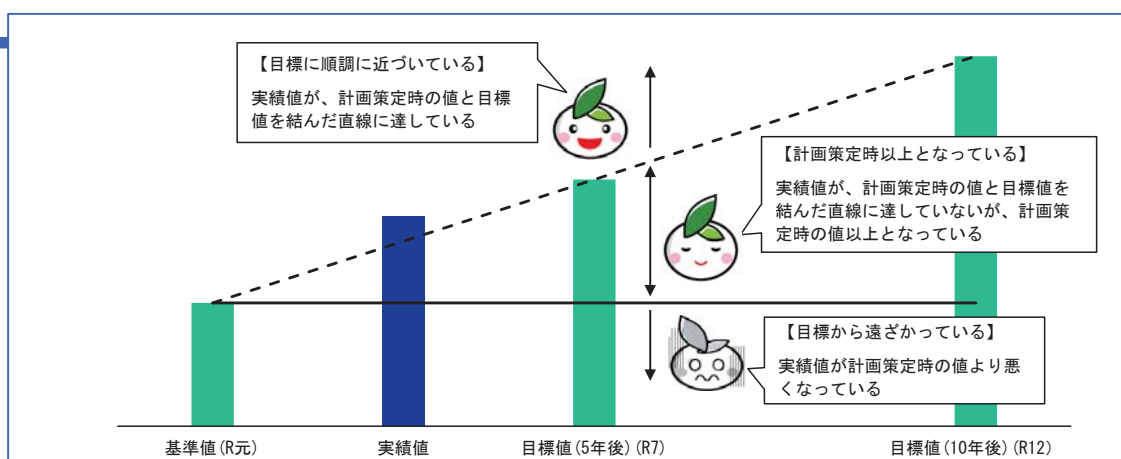 【目標に順調に近づいている】
実績値が、計画策定時の値と目標
値を結んだ直線に達している
【計画策定時以上となっている】
実績値が、計画策定時の値と目標値を
結んだ直線に達していないが、計画策
定時の値以上となっている
【目標から遠ざかっている】
実績値が計画策定時の値より悪
くなっている
基準値(R元)
実績値
目標値(5年後)(R7)
目標値(10年後)(R12)